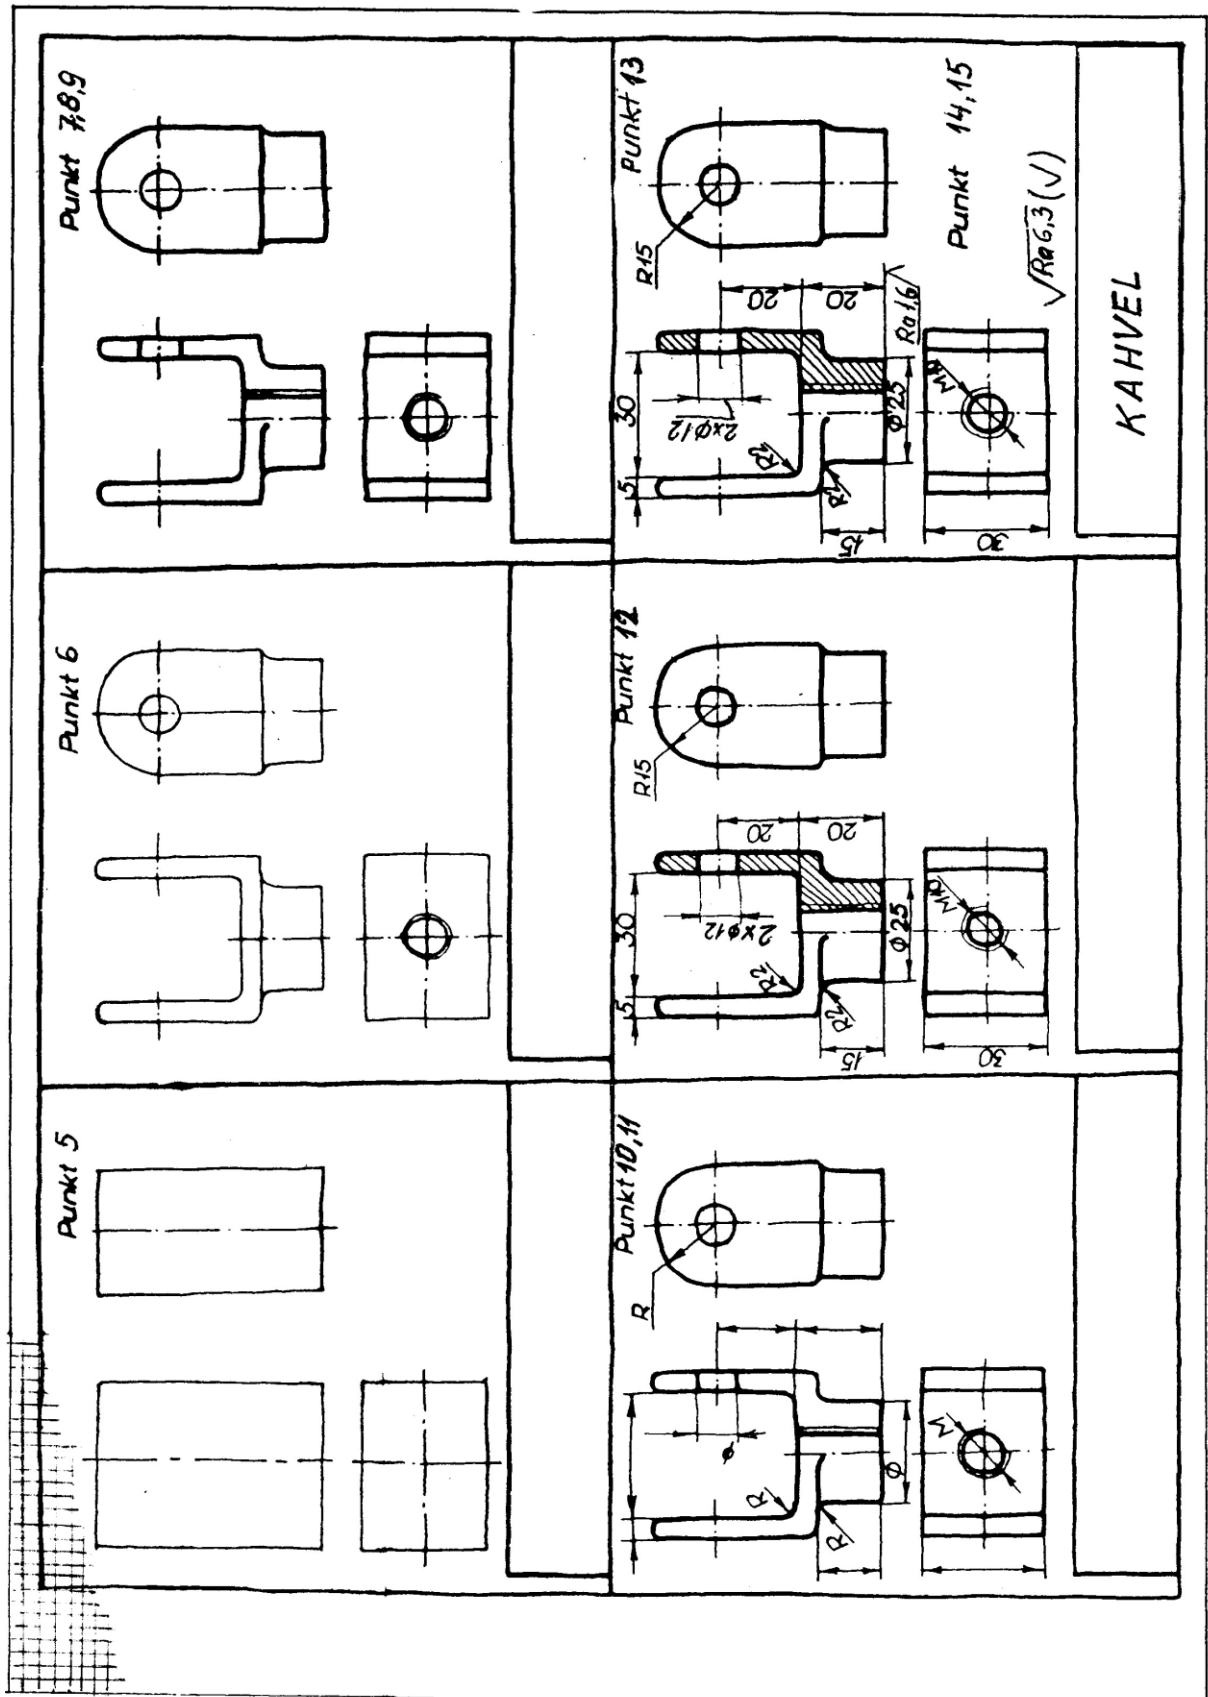 Punkt 5
Punkt 6
Punkt 7,8,9
Punkt 10,11
R
R
R
φ
φ
M
Punkt 12
R15
5
30
2xφ12
20
20
R2
R2
15
φ25
M10
30
Punkt 13
R15
5
30
2xφ12
20
20
R2
R2
15
φ25
Ra1,6
M10
30
Punkt 14,15
√Ra6,3 (√)
KAHVEL